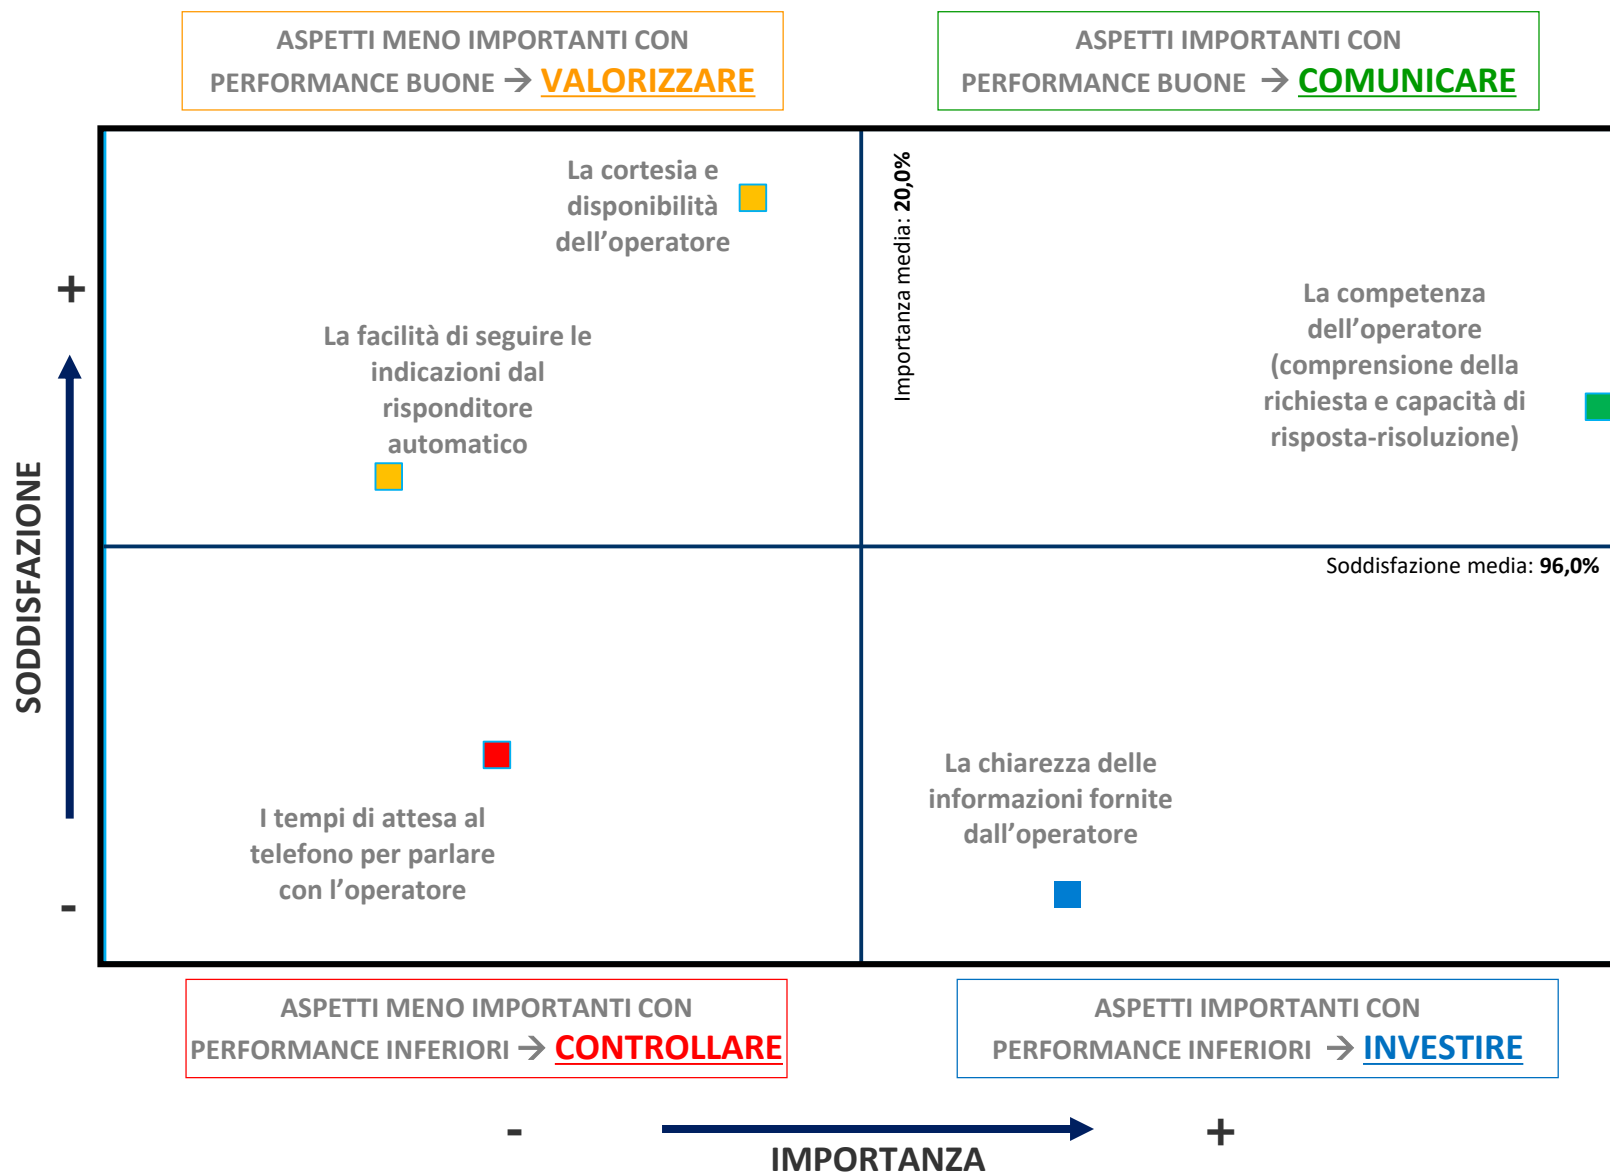 ASPETTI MENO IMPORTANTI CON
PERFORMANCE BUONE → VALORIZZARE
ASPETTI IMPORTANTI CON
PERFORMANCE BUONE → COMUNICARE
La cortesia e
disponibilità
dell’operatore
Importanza media: 20,0%
+
La facilità di seguire le
indicazioni dal
risponditore
automatico
La competenza
dell’operatore
(comprensione della
richiesta e capacità di
risposta-risoluzione)
SODDISFAZIONE
Soddisfazione media: 96,0%
I tempi di attesa al
telefono per parlare
con l’operatore
La chiarezza delle
informazioni fornite
dall’operatore
-
ASPETTI MENO IMPORTANTI CON
PERFORMANCE INFERIORI → CONTROLLARE
ASPETTI IMPORTANTI CON
PERFORMANCE INFERIORI → INVESTIRE
-
+
IMPORTANZA